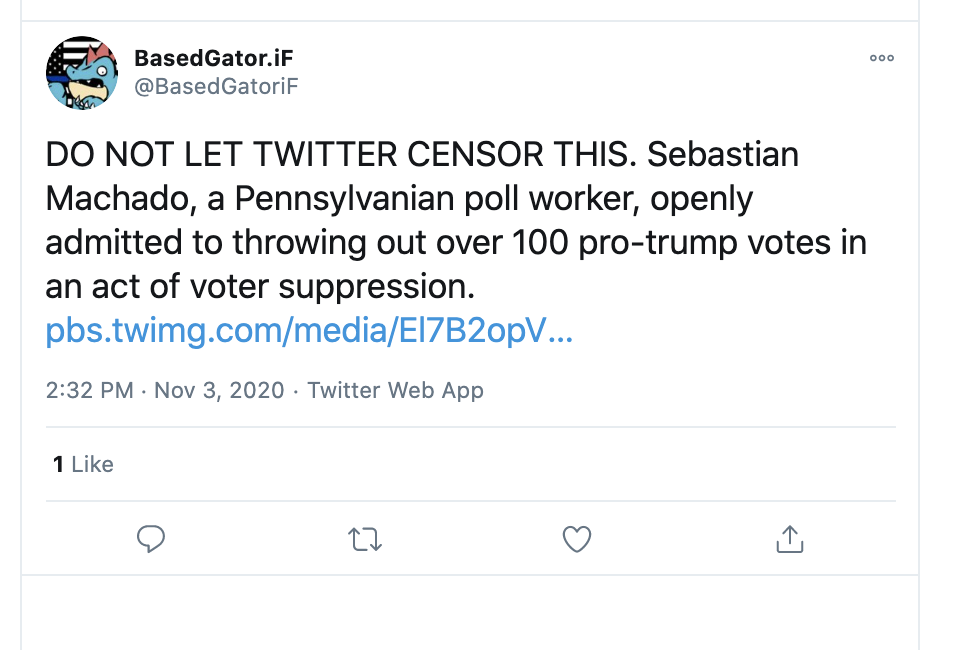 BasedGator.iF
@BasedGatoriF
DO NOT LET TWITTER CENSOR THIS. Sebastian
Machado, a Pennsylvanian poll worker, openly
admitted to throwing out over 100 pro-trump votes in
an act of voter suppression.
pbs.twimg.com/media/El7B2opV...
2:32 PM · Nov 3, 2020 · Twitter Web App
1 Like